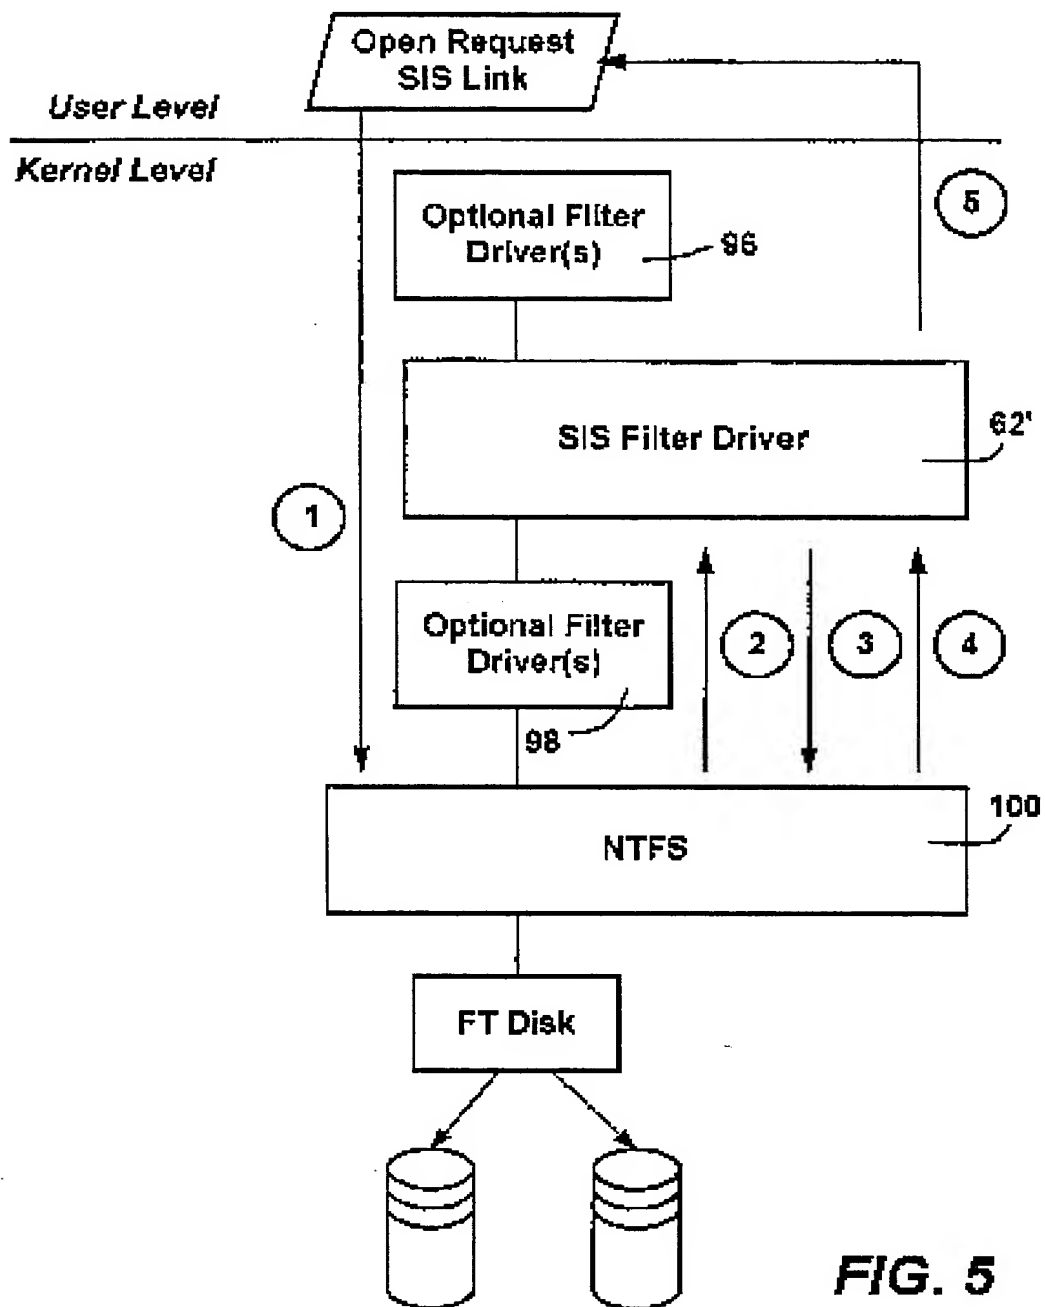 Open Request
SIS Link
User Level
Kernel Level
5
Optional Filter
Driver(s)
96
SIS Filter Driver
62'
1
Optional Filter
Driver(s)
98
2
3
4
NTFS
100
FT Disk
FIG. 5